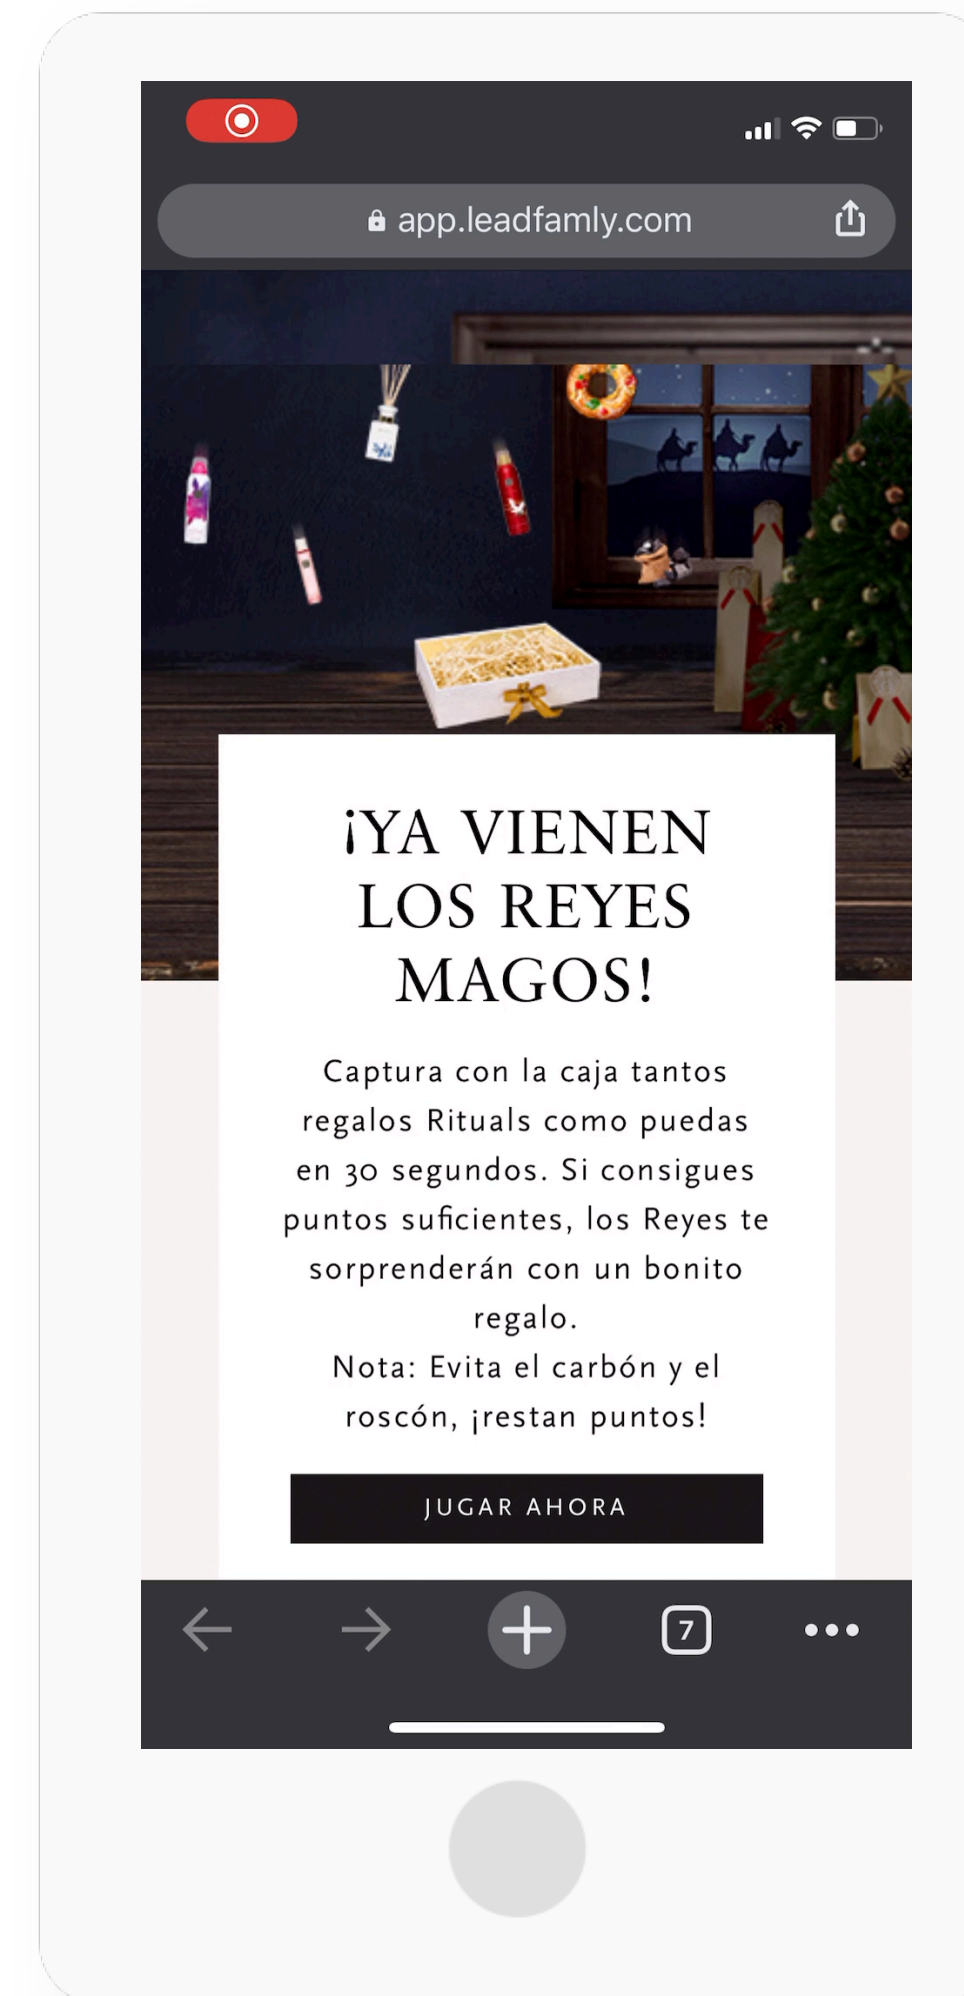 app.leadfamly.com
¡YA VIENEN
LOS REYES
MAGOS!
Captura con la caja tantos
regalos Rituals como puedas
en 30 segundos. Si consigues
puntos suficientes, los Reyes te
sorprenderán con un bonito
regalo.
Nota: Evita el carbón y el
roscón, ¡restan puntos!
JUGAR AHORA
7